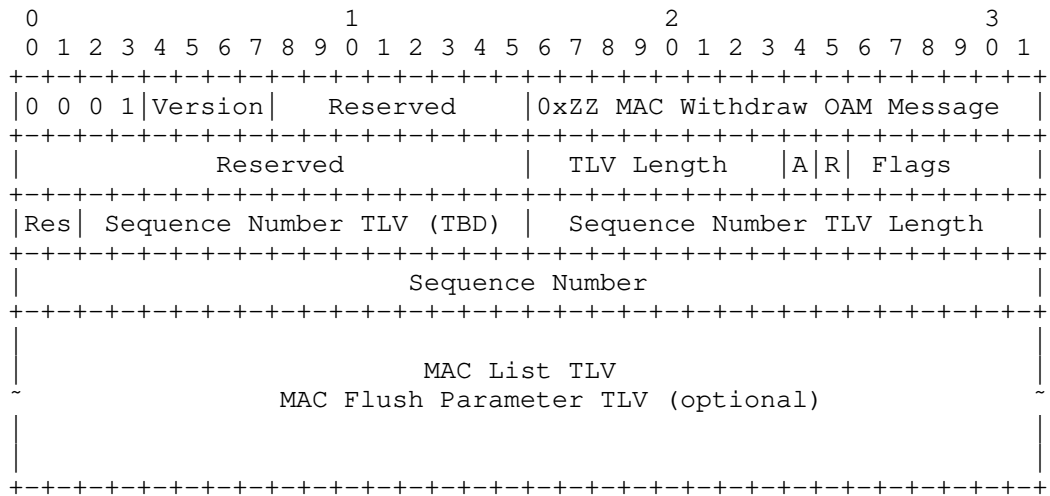 0                   1                   2                   3
 0 1 2 3 4 5 6 7 8 9 0 1 2 3 4 5 6 7 8 9 0 1 2 3 4 5 6 7 8 9 0 1
+-+-+-+-+-+-+-+-+-+-+-+-+-+-+-+-+-+-+-+-+-+-+-+-+-+-+-+-+-+-+-+-+
|0 0 0 1|Version|   Reserved    |0xZZ MAC Withdraw OAM Message  |
+-+-+-+-+-+-+-+-+-+-+-+-+-+-+-+-+-+-+-+-+-+-+-+-+-+-+-+-+-+-+-+-+
|            Reserved           |  TLV Length   |A|R| Flags     |
+-+-+-+-+-+-+-+-+-+-+-+-+-+-+-+-+-+-+-+-+-+-+-+-+-+-+-+-+-+-+-+-+
|Res| Sequence Number TLV (TBD) |  Sequence Number TLV Length   |
+-+-+-+-+-+-+-+-+-+-+-+-+-+-+-+-+-+-+-+-+-+-+-+-+-+-+-+-+-+-+-+-+
|                        Sequence Number                        |
+-+-+-+-+-+-+-+-+-+-+-+-+-+-+-+-+-+-+-+-+-+-+-+-+-+-+-+-+-+-+-+-+
|                                                               |
|                         MAC List TLV                          |
~                MAC Flush Parameter TLV (optional)             ~
|                                                               |
|                                                               |
+-+-+-+-+-+-+-+-+-+-+-+-+-+-+-+-+-+-+-+-+-+-+-+-+-+-+-+-+-+-+-+-+